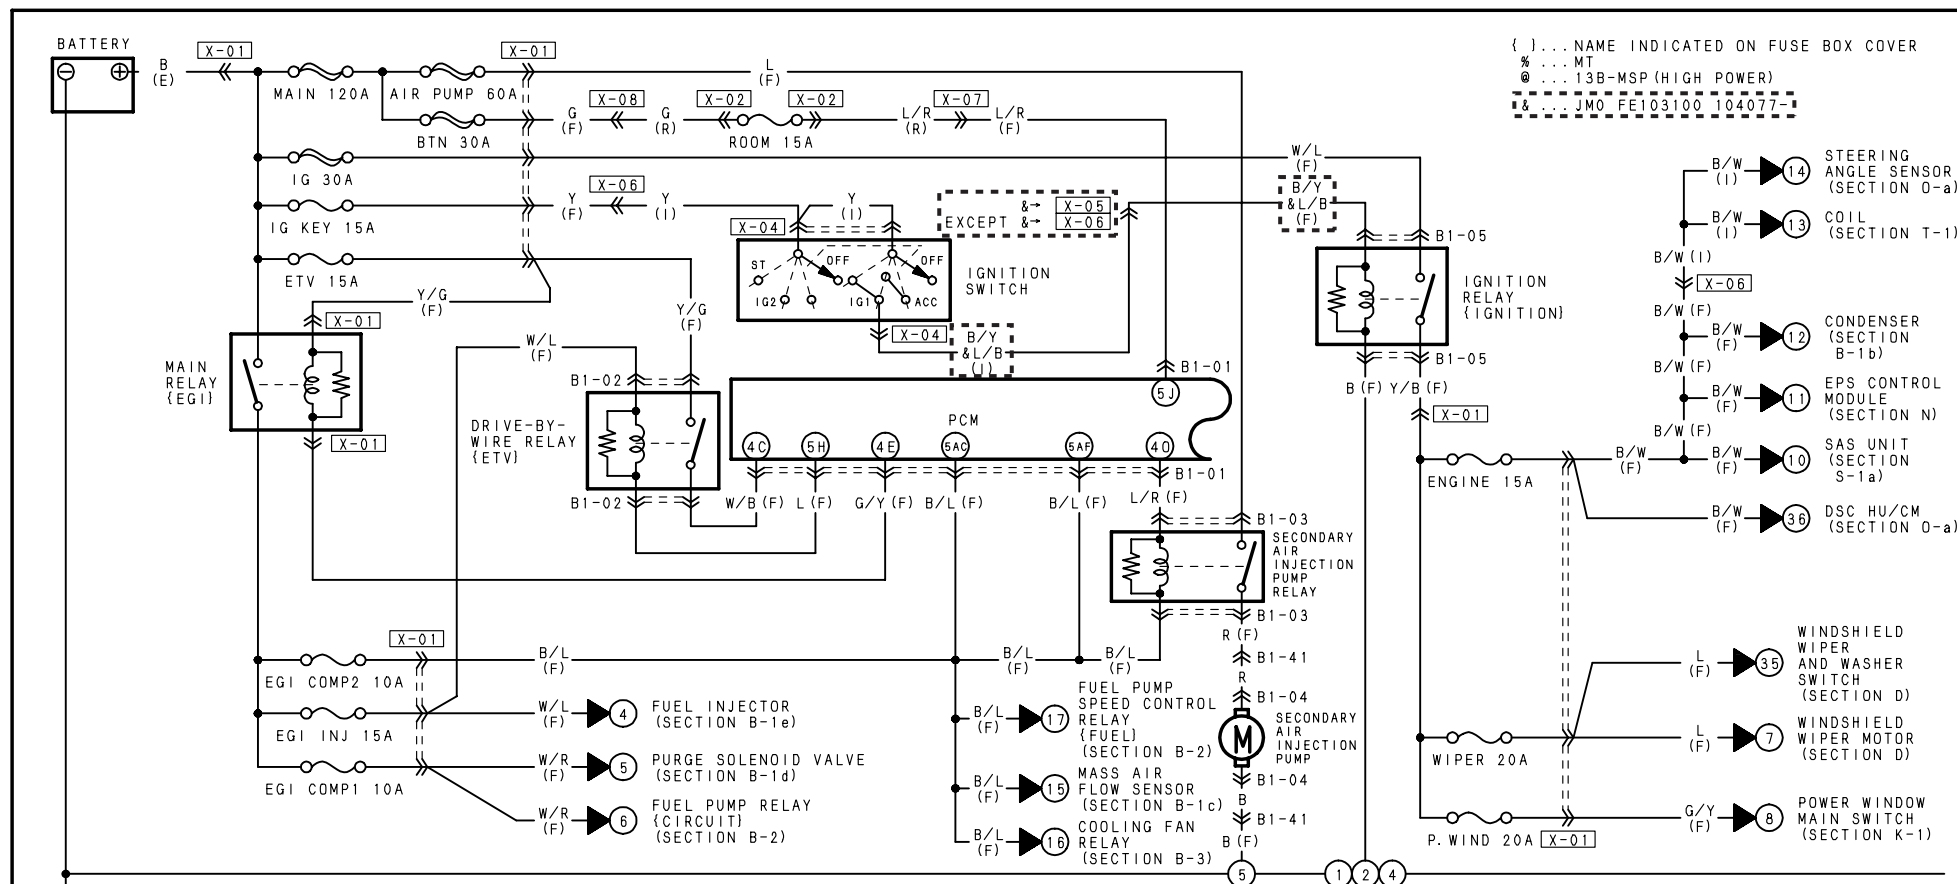 BATTERY
B
(E)
X-01
MAIN 120A
AIR PUMP 60A
X-01
L
(F)
{ }...NAME INDICATED ON FUSE BOX COVER
% ...MT
@ ...13B-MSP(HIGH POWER)
& ...JM0 FE103100 104077-
BTN 30A
G
(F)
X-08
G
(R)
X-02
ROOM 15A
X-02
L/R
(R)
X-07
L/R
(F)
IG 30A
W/L
(F)
IG KEY 15A
Y
(F)
X-06
Y
(I)
Y
(I)
X-04
&→ X-05
EXCEPT &→ X-06
B/Y
&L/B
(F)
ETV 15A
ST
OFF
OFF
IG2
IG1
ACC
IGNITION
SWITCH
X-04
B/Y
&L/B
(I)
B1-05
IGNITION
RELAY
{IGNITION}
B1-05
B(F)
Y/B(F)
X-01
Y/G
(F)
X-01
MAIN
RELAY
{EGI}
X-01
W/L
(F)
Y/G
(F)
B1-02
DRIVE-BY-
WIRE RELAY
{ETV}
B1-02
B1-01
5J
PCM
4C
5H
4E
5AC
5AF
4O
B1-01
W/B(F)
L(F)
G/Y(F)
B/L(F)
B/L(F)
L/R(F)
B1-03
SECONDARY
AIR
INJECTION
PUMP
RELAY
B1-03
R(F)
B1-41
R
B1-04
M
SECONDARY
AIR
INJECTION
PUMP
B1-04
B
B1-41
B(F)
5
B/W
(I)
14
STEERING
ANGLE SENSOR
(SECTION O-a)
B/W
(I)
13
COIL
(SECTION T-1)
B/W(I)
X-06
B/W(F)
B/W
(F)
12
CONDENSER
(SECTION
B-1b)
B/W(F)
B/W
(F)
11
EPS CONTROL
MODULE
(SECTION N)
B/W(F)
ENGINE 15A
B/W
(F)
B/W
(F)
10
SAS UNIT
(SECTION
S-1a)
B/W
(F)
36
DSC HU/CM
(SECTION O-a)
L
(F)
35
WINDSHIELD
WIPER
AND WASHER
SWITCH
(SECTION D)
WIPER 20A
L
(F)
7
WINDSHIELD
WIPER MOTOR
(SECTION D)
P.WIND 20A
X-01
G/Y
(F)
8
POWER WINDOW
MAIN SWITCH
(SECTION K-1)
X-01
EGI COMP2 10A
B/L
(F)
B/L
(F)
B/L
(F)
EGI INJ 15A
W/L
(F)
4
FUEL INJECTOR
(SECTION B-1e)
EGI COMP1 10A
W/R
(F)
5
PURGE SOLENOID VALVE
(SECTION B-1d)
W/R
(F)
6
FUEL PUMP RELAY
{CIRCUIT}
(SECTION B-2)
B/L
(F)
17
FUEL PUMP
SPEED CONTROL
RELAY
{FUEL}
(SECTION B-2)
B/L
(F)
15
MASS AIR
FLOW SENSOR
(SECTION B-1c)
B/L
(F)
16
COOLING FAN
RELAY
(SECTION B-3)
1
2
4